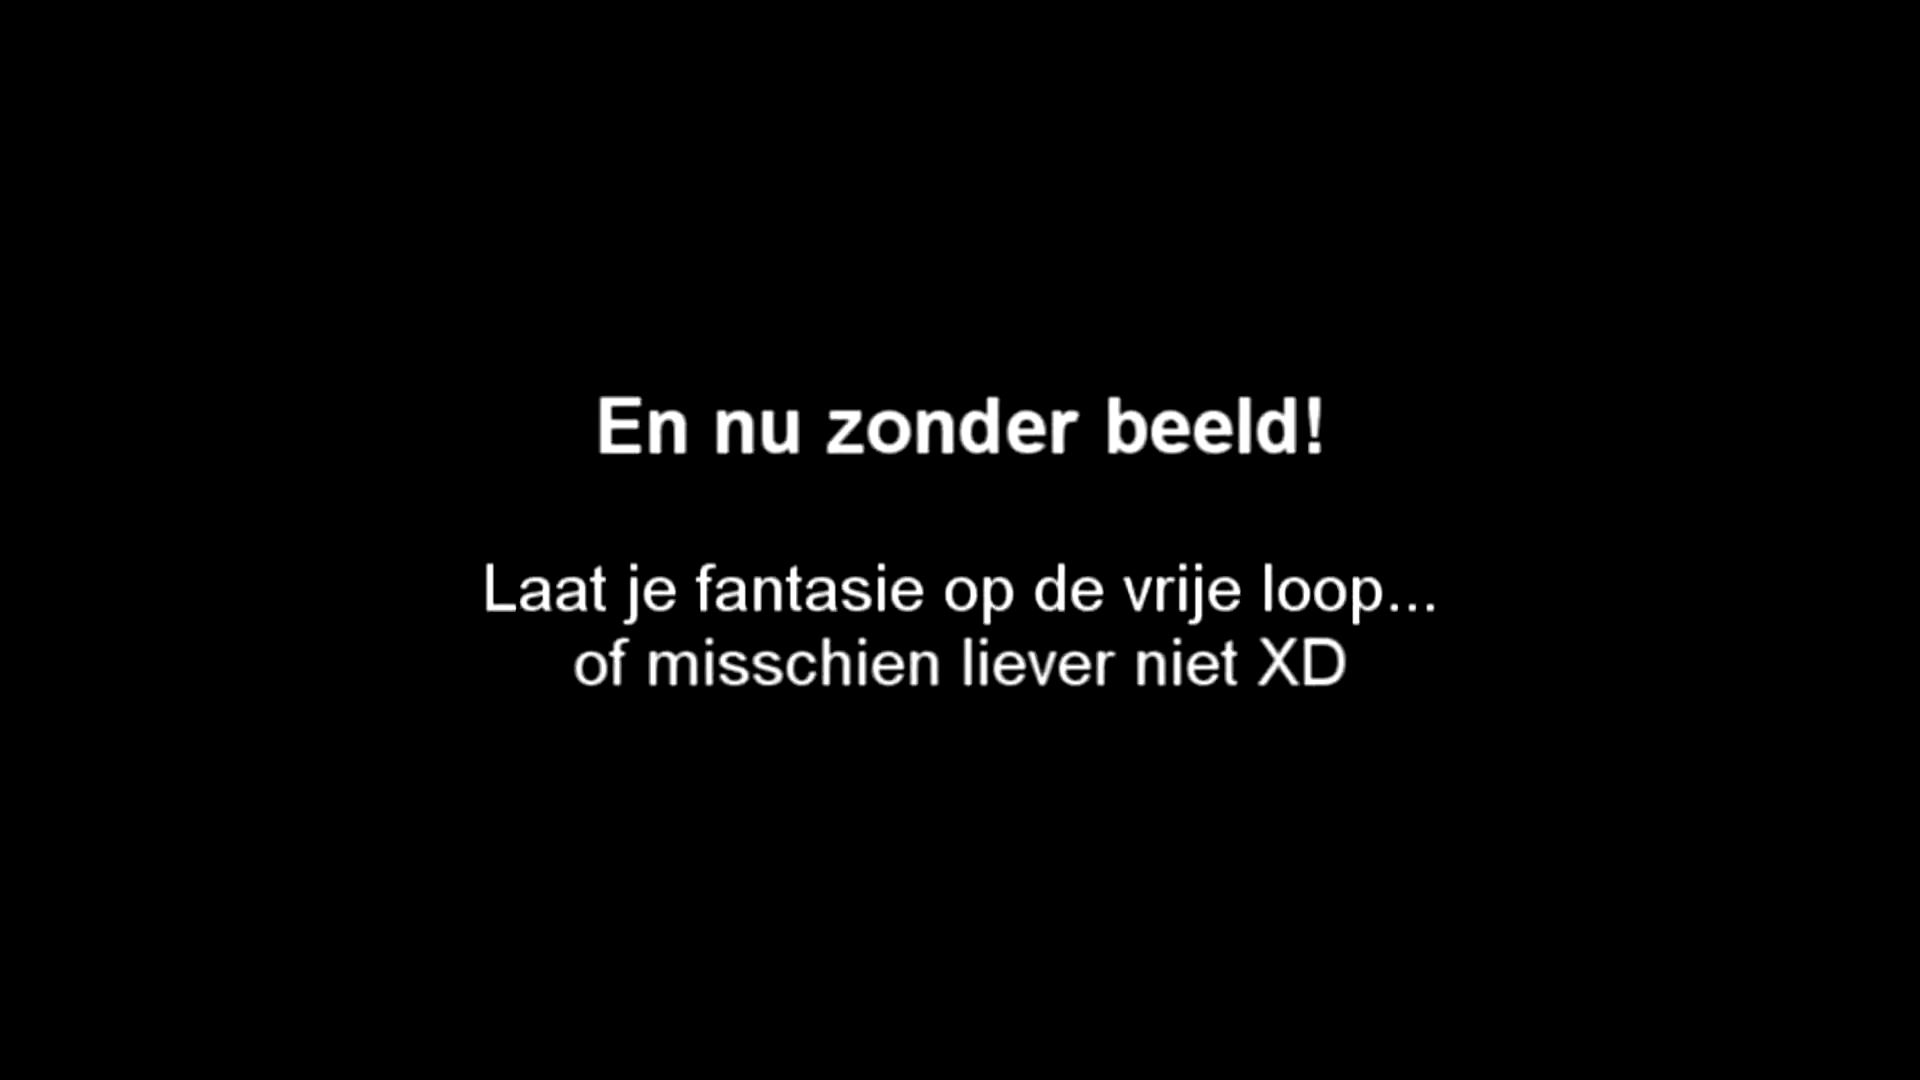 En nu zonder beeld!
Laat je fantasie op de vrije loop...
of misschien liever niet XD